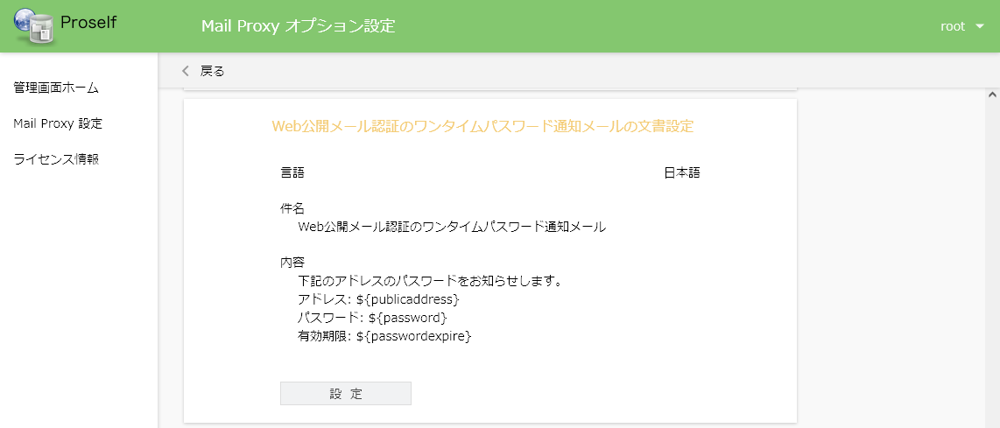 Proself
Mail Proxy オプション設定
root
戻る
管理画面ホーム
Mail Proxy 設定
ライセンス情報
Web公開メール認証のワンタイムパスワード通知メールの文書設定
言語 日本語
件名
Web公開メール認証のワンタイムパスワード通知メール
内容
下記のアドレスのパスワードをお知らせします。
アドレス: ${publicaddress}
パスワード: ${password}
有効期限: ${passwordexpire}
設 定